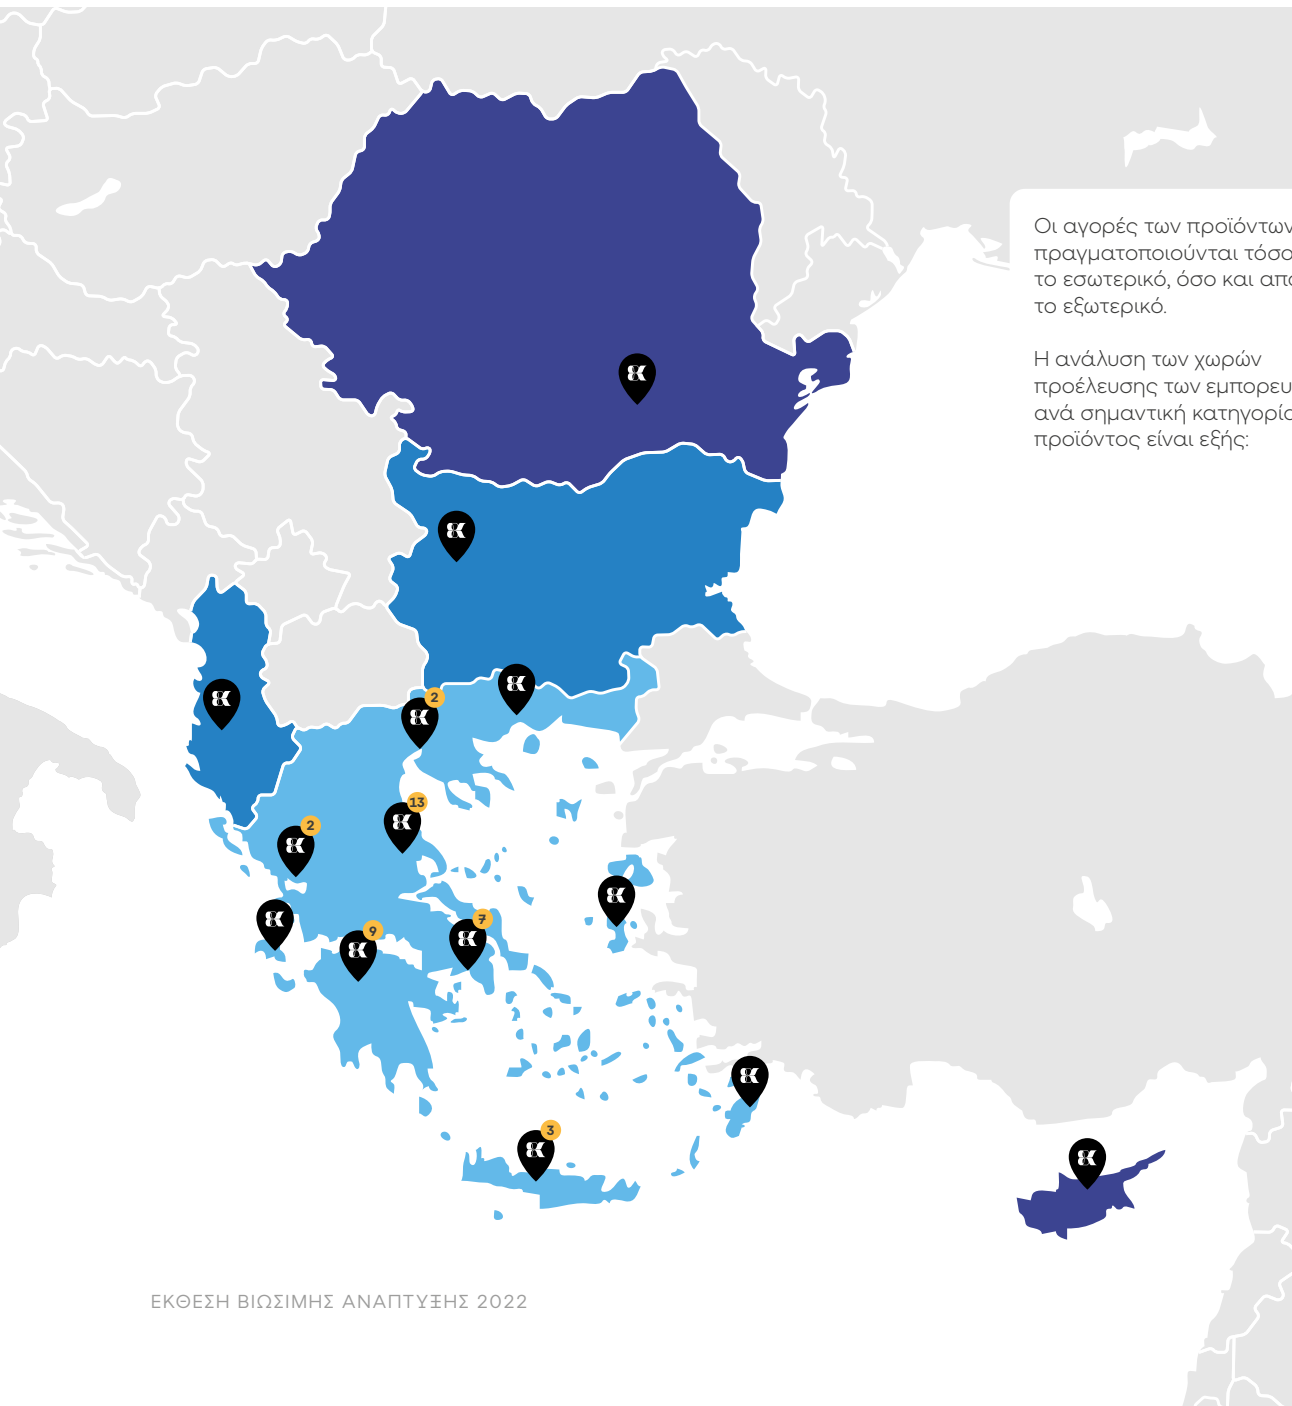 Οι αγορές των προϊόντων
πραγματοποιούνται τόσο
το εσωτερικό, όσο και απ
το εξωτερικό.
Η ανάλυση των χωρών
προέλευσης των εμπορευ
ανά σημαντική κατηγορία
προϊόντος είναι εξής:
2
13
2
9
7
3
ΕΚΘΕΣΗ ΒΙΩΣΙΜΗΣ ΑΝΑΠΤΥΞΗΣ 2022